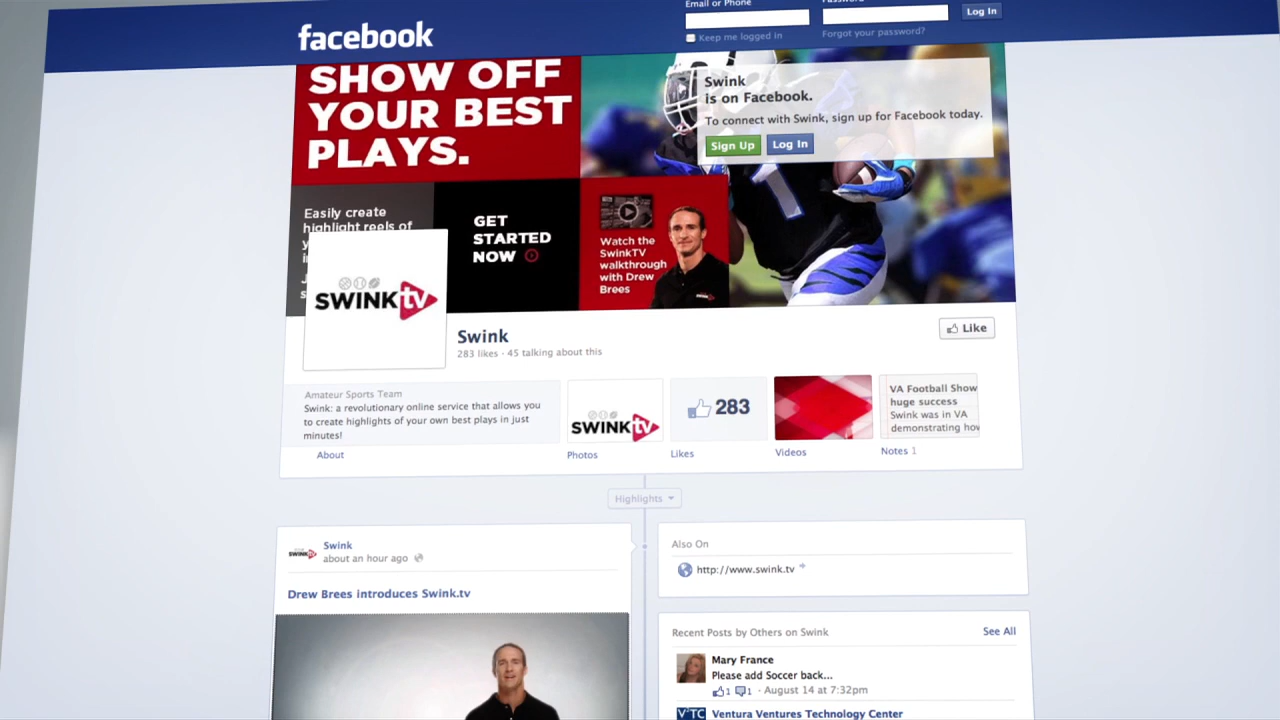 Email or Phone
facebook
Log In
Keep me logged in
Forgot your password?
SHOW OFF
YOUR BEST
PLAYS.
Swink
is on Facebook.
To connect with Swink, sign up for Facebook today.
Sign Up
Log In
1
Easily create
highlight reels of
GET
STARTED
NOW
Watch the
SwinkTV
walkthrough
with Drew
Brees
SWINKtv
Swink
283 likes · 45 talking about this
Like
Amateur Sports Team
Swink: a revolutionary online service that allows you
to create highlights of your own best plays in just
minutes!
About
SWINKtv
Photos
283
Likes
Videos
VA Football Show
huge success
Swink was in VA
demonstrating how
Notes 1
Highlights
SWINKtv
Swink
about an hour ago
Drew Brees introduces Swink.tv
Also On
http://www.swink.tv
Recent Posts by Others on Swink
See All
Mary France
Please add Soccer back...
1 1 · August 14 at 7:32pm
VTC
Ventura Ventures Technology Center